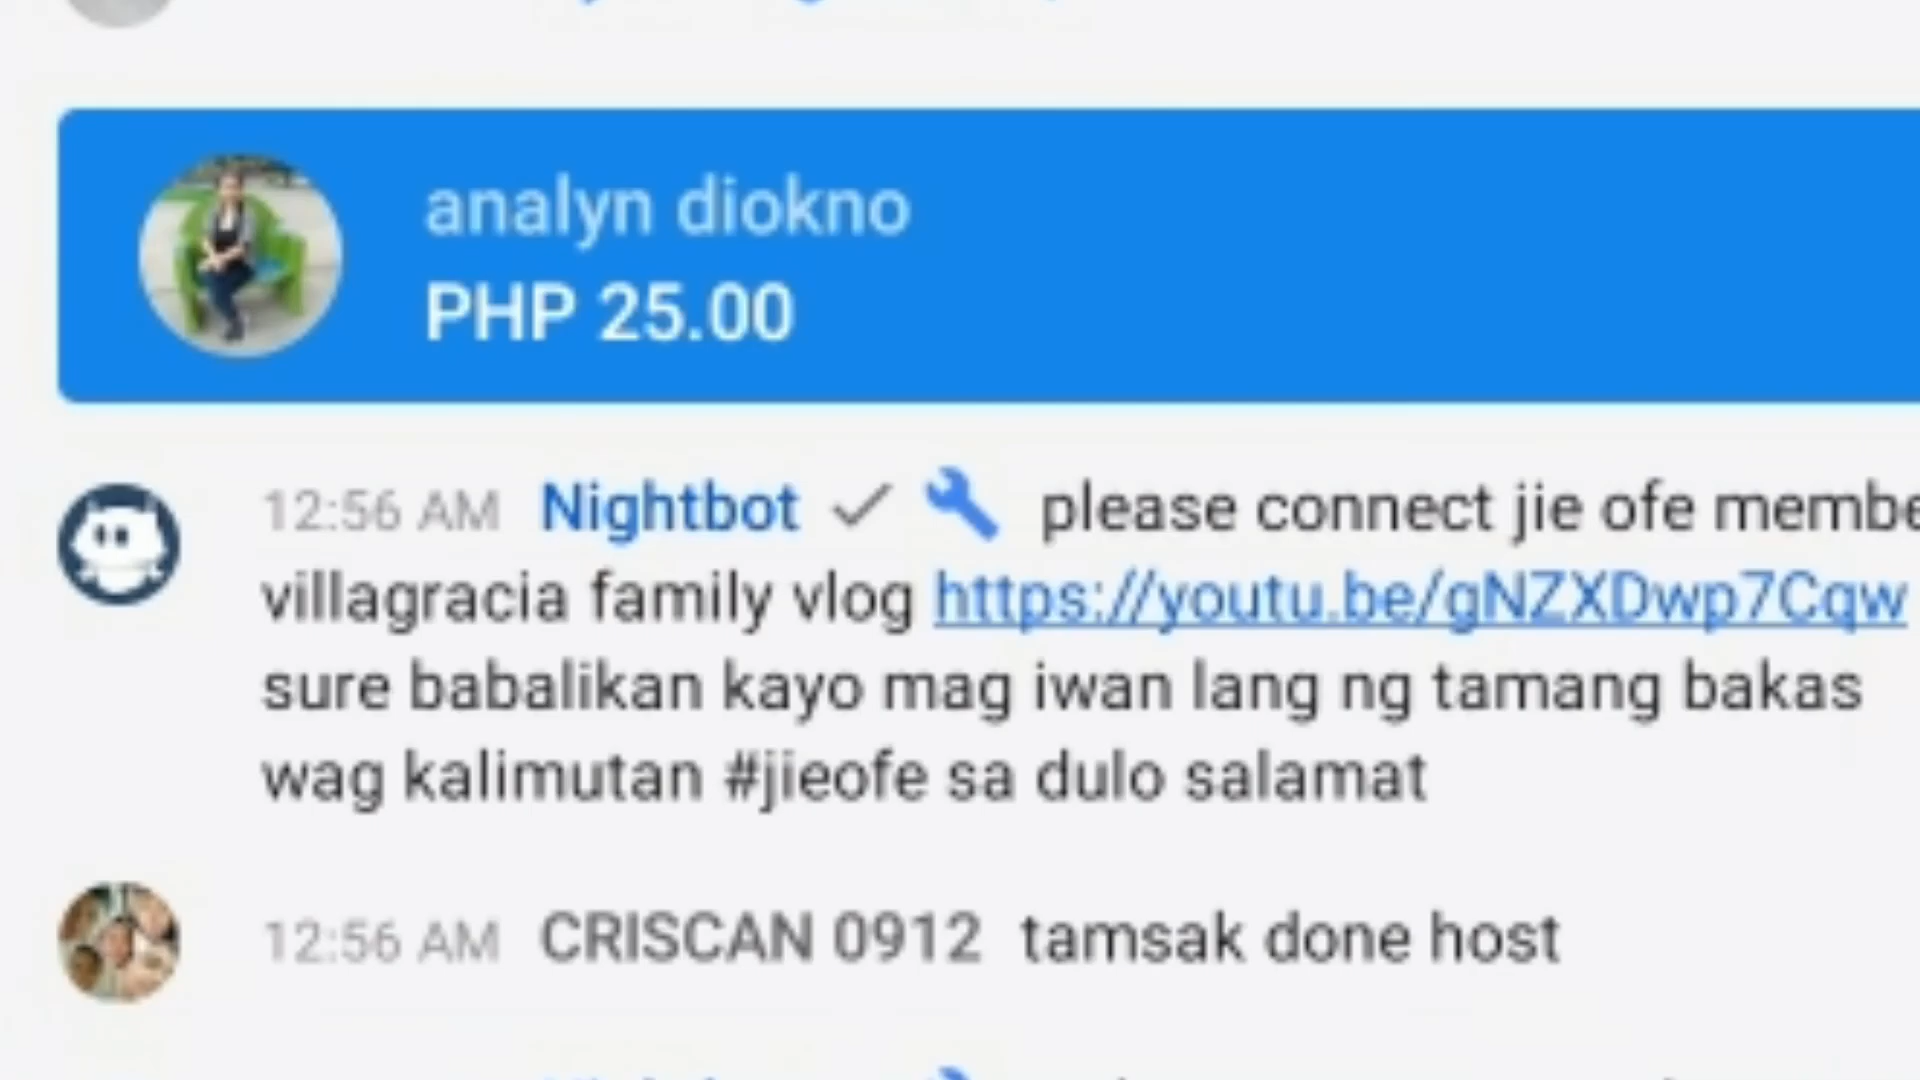 analyn diokno
PHP 25.00
12:56 AM Nightbot please connect jie ofe membe
villagracia family vlog https://youtu.be/gNZXDwp7Cqw
sure babalikan kayo mag iwan lang ng tamang bakas
wag kalimutan #jieofe sa dulo salamat
12:56 AM CRISCAN 0912 tamsak done host